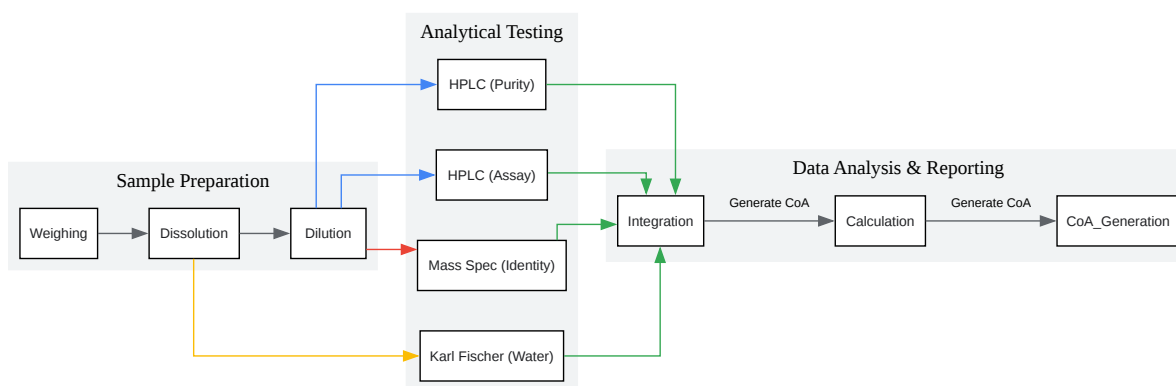 Analytical Testing
HPLC (Purity)
HPLC (Assay)
Mass Spec (Identity)
Karl Fischer (Water)
Sample Preparation
Weighing
Dissolution
Dilution
Data Analysis & Reporting
Integration
Generate CoA
Calculation
Generate CoA
CoA_Generation